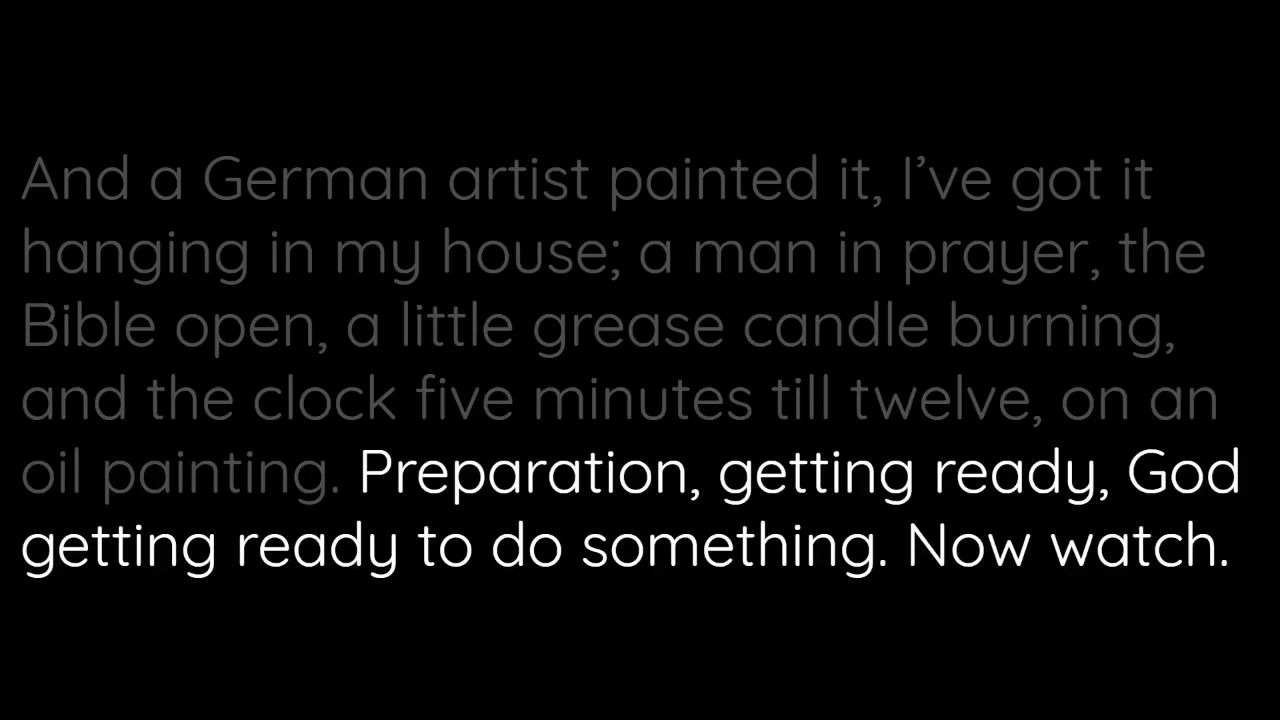 And a German artist painted it, I’ve got it
hanging in my house; a man in prayer, the
Bible open, a little grease candle burning,
and the clock five minutes till twelve, on an
oil painting. Preparation, getting ready, God
getting ready to do something. Now watch.